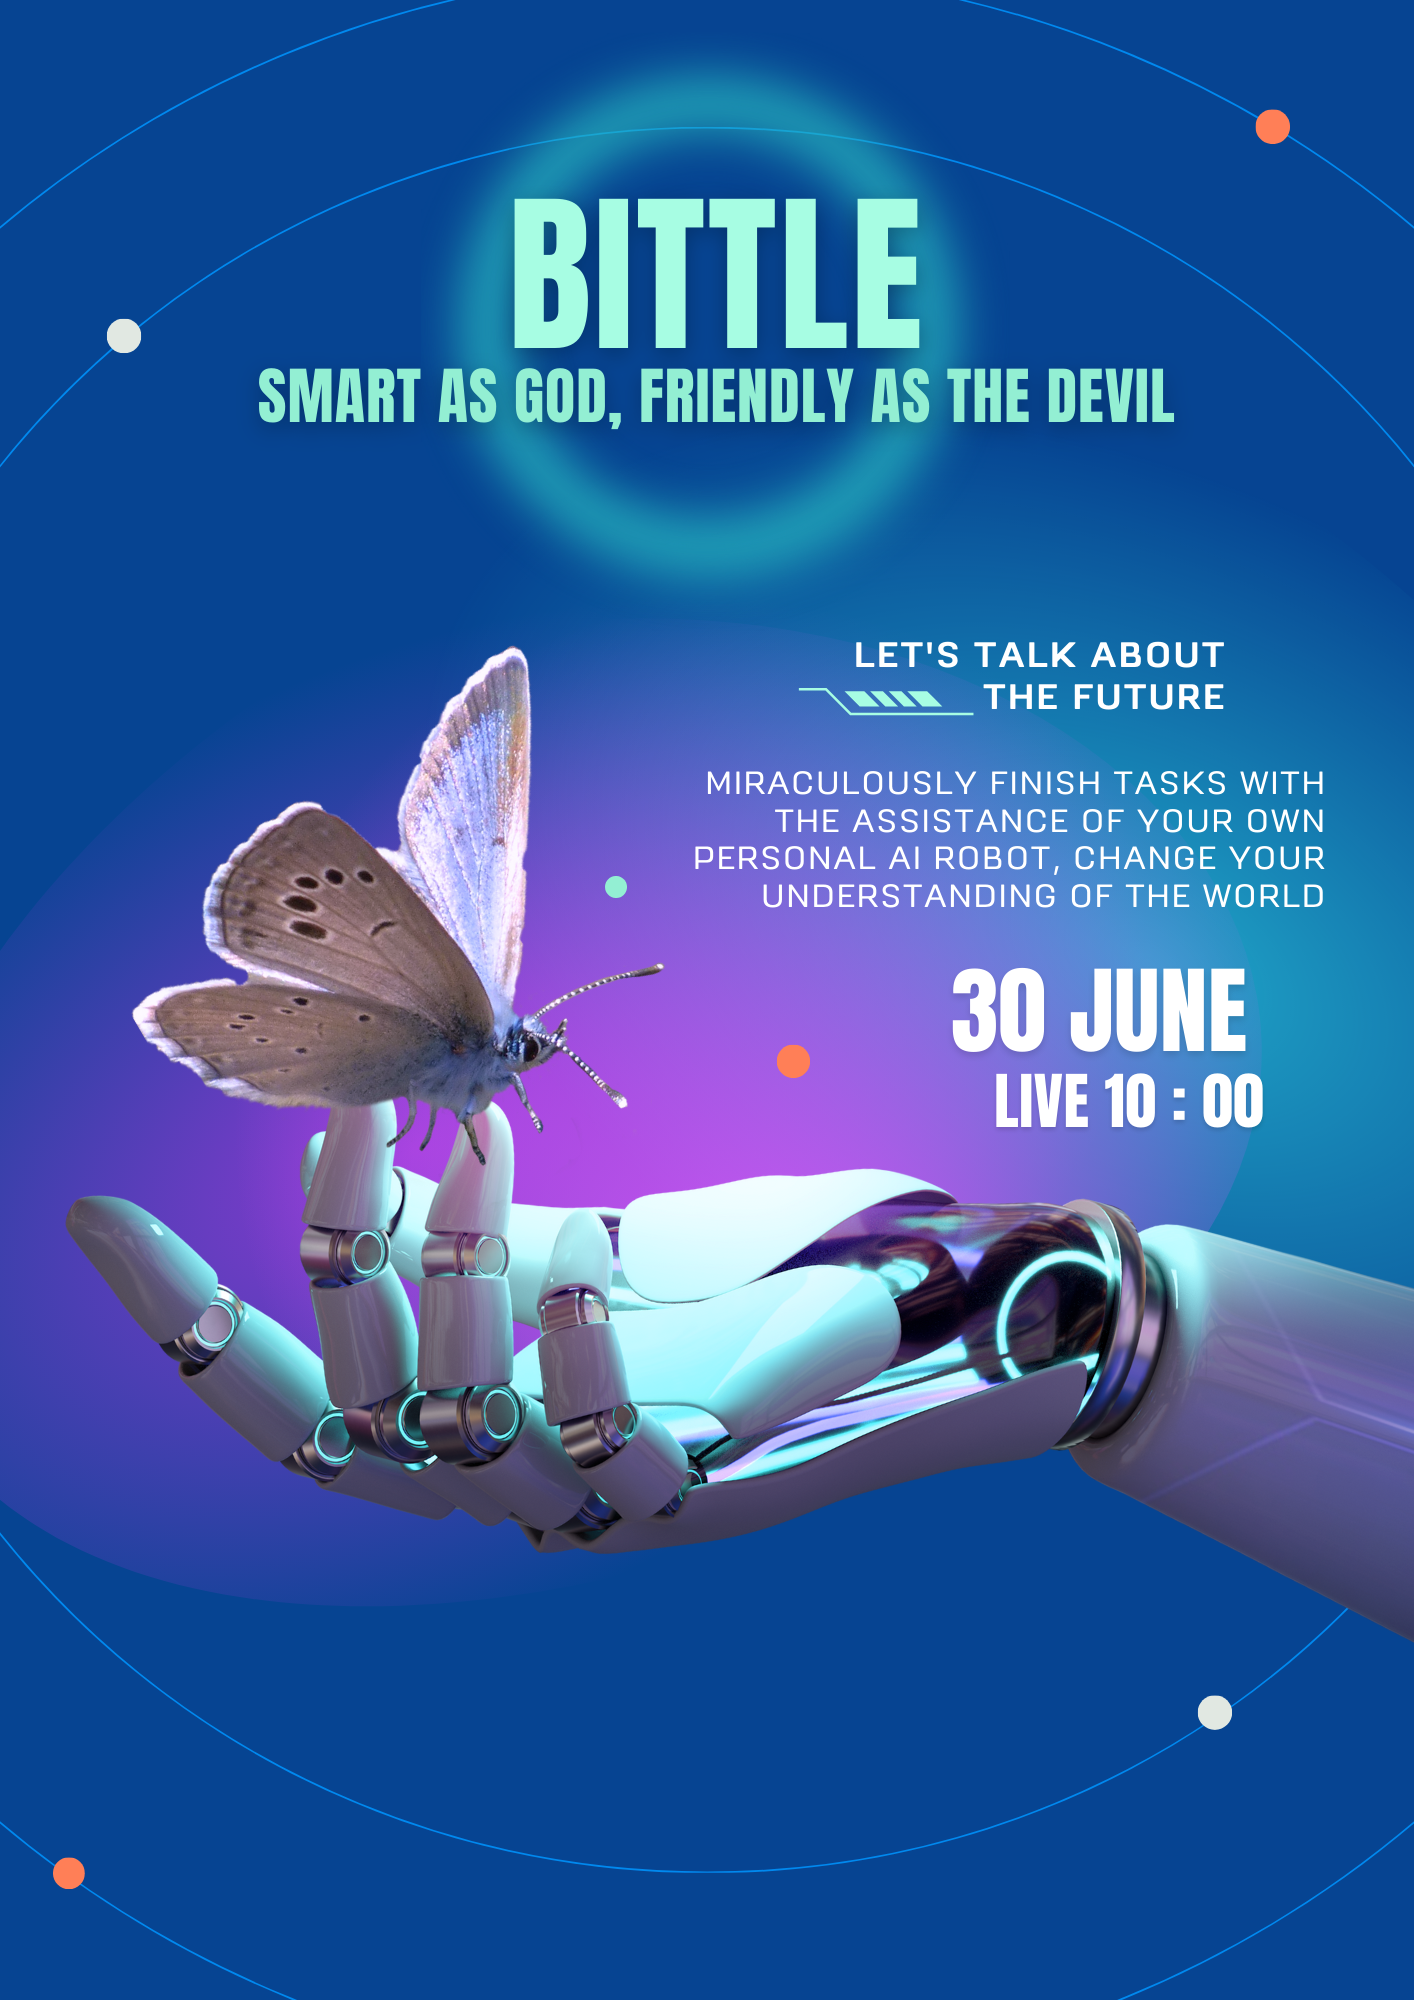 BITTLE
SMART AS GOD, FRIENDLY AS THE DEVIL
LET'S TALK ABOUT
THE FUTURE
MIRACULOUSLY FINISH TASKS WITH
THE ASSISTANCE OF YOUR OWN
PERSONAL AI ROBOT, CHANGE YOUR
UNDERSTANDING OF THE WORLD
30 JUNE
LIVE 10 : 00